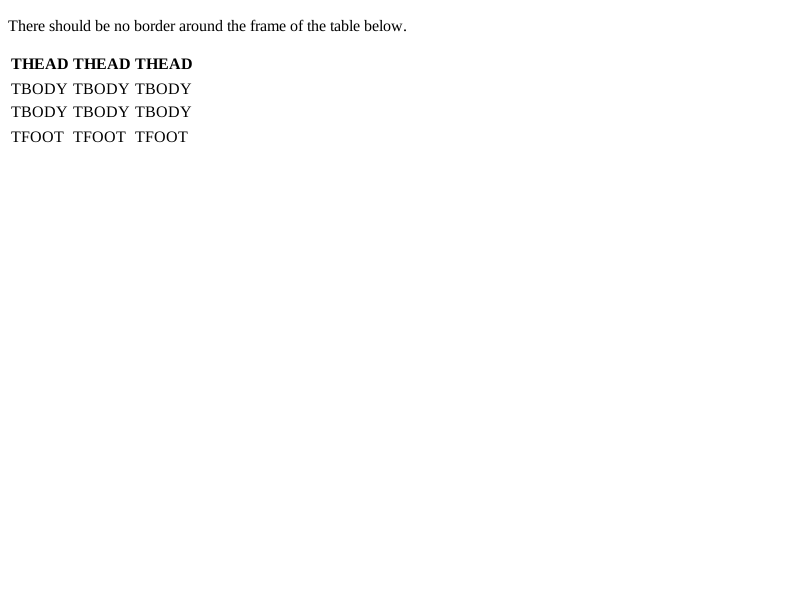 There should be no border around the frame of the table below.
THEAD THEAD THEAD
TBODY TBODY TBODY
TBODY TBODY TBODY
TFOOT TFOOT TFOOT